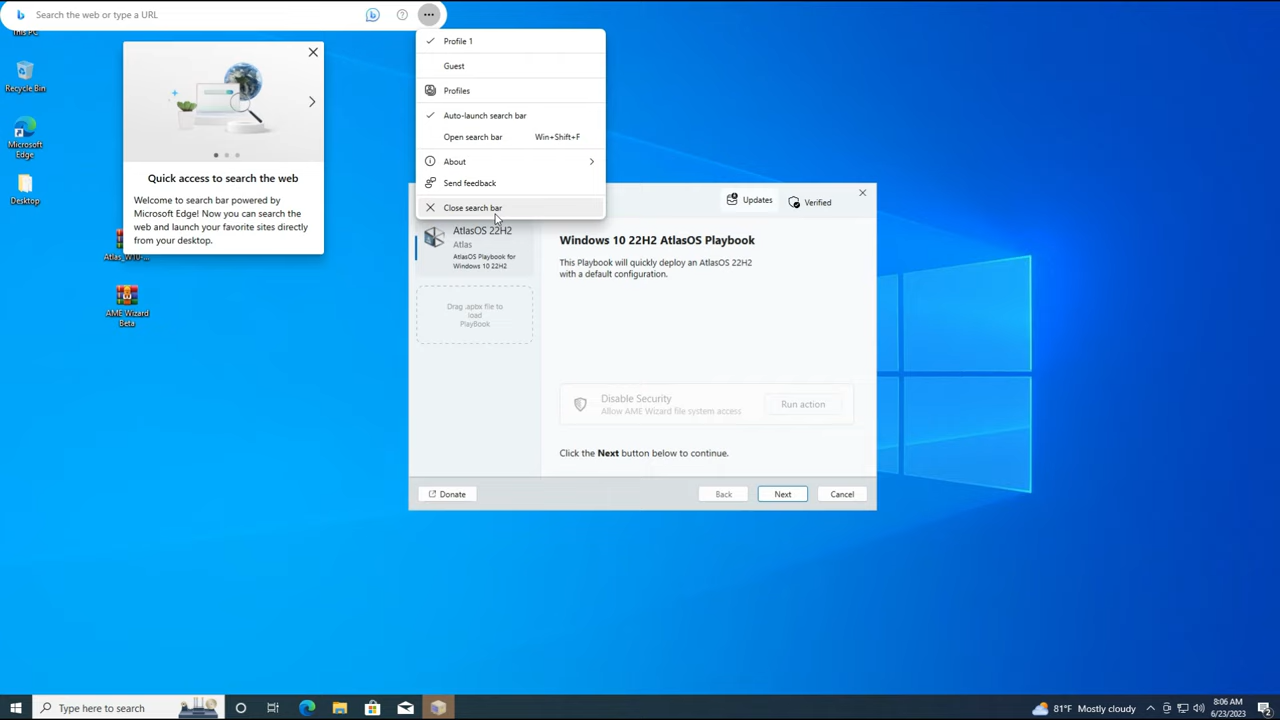 Search the web or type a URL
This PC
Recycle Bin
Microsoft
Edge
Desktop
Atlas_W10-...
AME Wizard
Beta
Quick access to search the web
Welcome to search bar powered by
Microsoft Edge! Now you can search the
web and launch your favorite sites directly
from your desktop.
Profile 1
Guest
Profiles
Auto-launch search bar
Open search bar Win+Shift+F
About
Send feedback
Close search bar
Updates
Verified
AtlasOS 22H2
Atlas
AtlasOS Playbook for
Windows 10 22H2
Drag .apbx file to
load
Playbook
Windows 10 22H2 AtlasOS Playbook
This Playbook will quickly deploy an AtlasOS 22H2
with a default configuration.
Disable Security
Allow AME Wizard file system access
Run action
Click the Next button below to continue.
Donate
Back
Next
Cancel
Type here to search
81°F Mostly cloudy
8:06 AM
6/23/2023
2